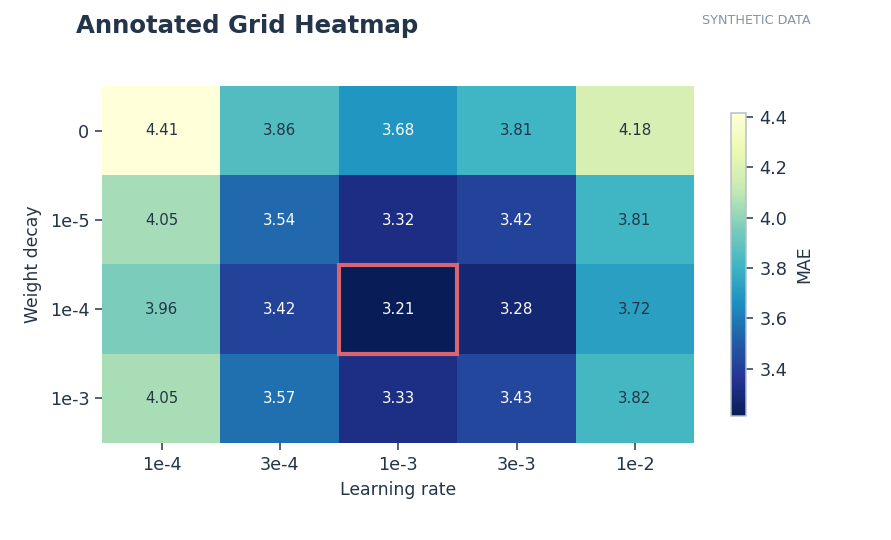 Annotated Grid Heatmap
SYNTHETIC DATA
0 4.41 3.86 3.68 3.81 4.18
1e-5 4.05 3.54 3.32 3.42 3.81
1e-4 3.96 3.42 3.21 3.28 3.72
1e-3 4.05 3.57 3.33 3.43 3.82
1e-4 3e-4 1e-3 3e-3 1e-2
Learning rate
Weight decay
4.4
4.2
4.0
3.8
3.6
3.4
MAE